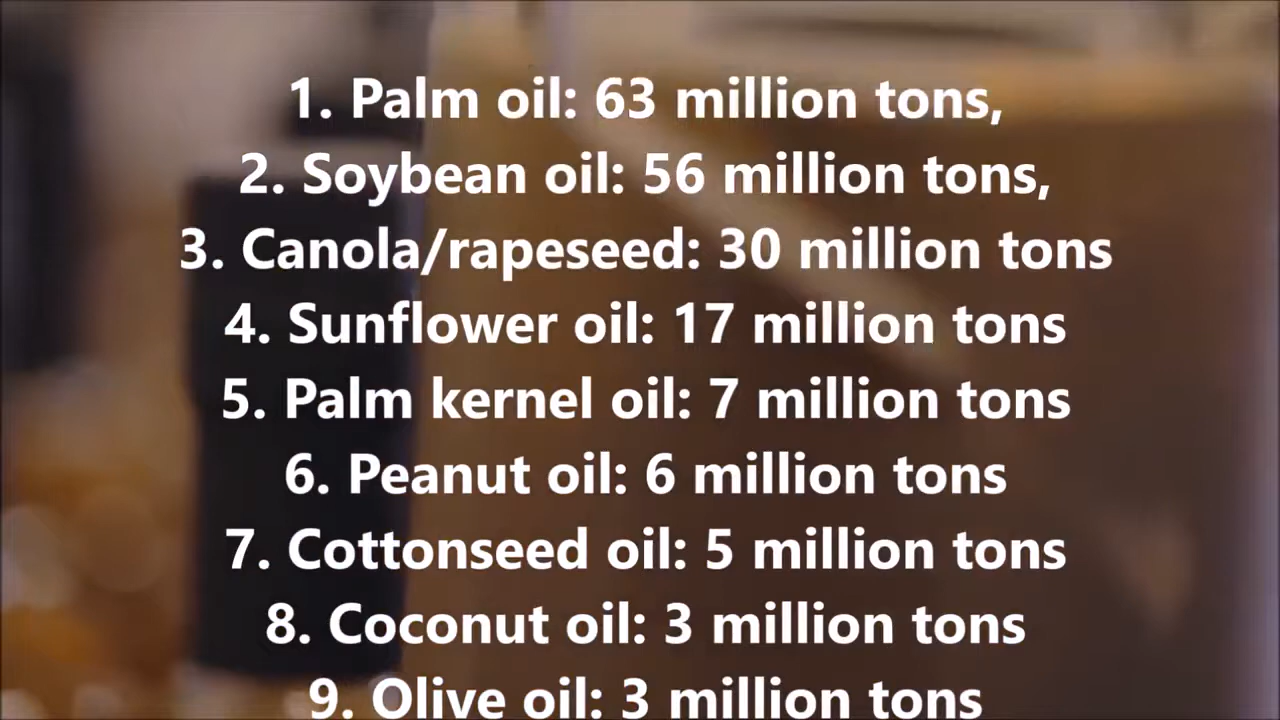 1. Palm oil: 63 million tons,
2. Soybean oil: 56 million tons,
3. Canola/rapeseed: 30 million tons
4. Sunflower oil: 17 million tons
5. Palm kernel oil: 7 million tons
6. Peanut oil: 6 million tons
7. Cottonseed oil: 5 million tons
8. Coconut oil: 3 million tons
9. Olive oil: 3 million tons